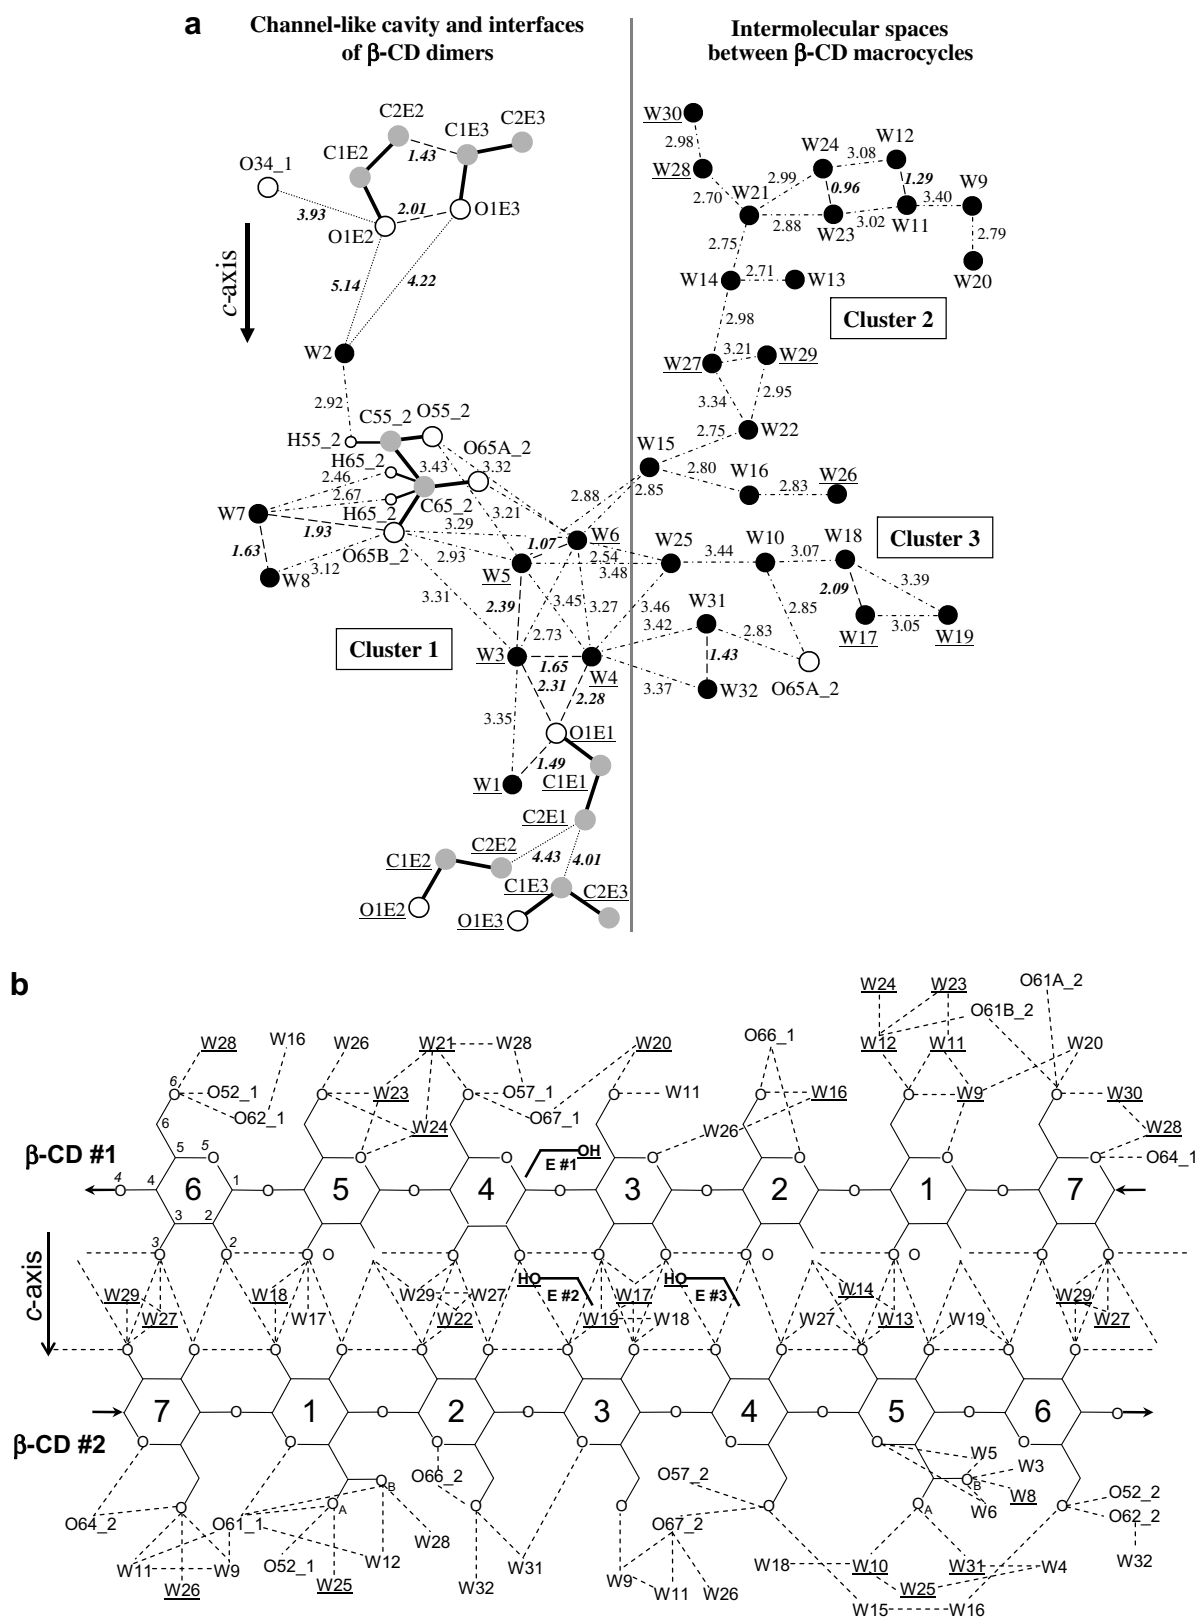 a
Channel-like cavity and interfaces
of β-CD dimers
Intermolecular spaces
between β-CD macrocycles
C2E2
C2E3
C1E3
C1E2
1.43
O34_1
3.93
2.01
O1E3
O1E2
c-axis
5.14
4.22
W2
2.92
C55_2
O55_2
H55_2
O65A_2
H65_2
3.43
3.32
2.46
2.67
C65_2
W7
H65_2
3.29
3.21
1.93
O65B_2
2.93
1.07
W6
1.63
W5
3.12
W8
3.31
2.39
3.45
3.27
2.54
3.48
2.88
2.85
Cluster 1
2.73
W3
1.65
W4
2.31
2.28
3.35
O1E1
1.49
W1
C1E1
C2E1
C2E2
C1E2
4.43
4.01
C1E3
C2E3
O1E2
O1E3
W30
2.98
W28
2.70
W24
3.08
W12
2.99
0.96
1.29
W9
W21
3.40
2.88
W23
3.02
W11
2.79
2.75
W20
W14
2.71
W13
Cluster 2
2.98
3.21
W29
W27
3.34
2.95
2.75
W22
W15
2.80
W16
2.83
W26
Cluster 3
W25
3.44
W10
3.07
W18
2.09
3.39
3.46
W31
2.85
3.42
2.83
W17
3.05
W19
1.43
3.37
W32
O65A_2
b
W24
W23
O61A_2
O61B_2
W28
W16
W26
W21
W28
W20
O66_1
W12
W11
W20
6
O
O52_1
O
W23
O
O57_1
O
W11
O
W16
O
W9
O
W30
O62_1
O67_1
6
W24
W26
W28
β-CD #1
5
5
O
O
O
E #1
OH
O
O
O
O
O64_1
4
O
4
6
1
O
5
O
4
O
3
O
2
O
1
O
7
3
2
3
O
O
2
O
O
O
O
O
O
O
O
O
O
O
O
c-axis
HO
E #2
HO
E #3
W29
W18
W29
W27
W17
W14
W29
W27
W17
W22
W19
W18
W27
W13
W19
W27
O
O
O
O
O
O
O
O
O
O
O
O
O
O
7
O
1
O
2
O
3
O
4
O
5
O
6
O
β-CD #2
O
O
O
O
O
O
O
W5
O66_2
O57_2
W3
O
B
O
B
W8
O52_2
O
O
A
O
O
O
O
A
W6
O
O62_2
O64_2
O61_1
O67_2
W28
W11
W9
O52_1
W12
W31
W18
W10
W31
W4
W32
W26
W25
W32
W9
W11
W26
W25
W15
W16